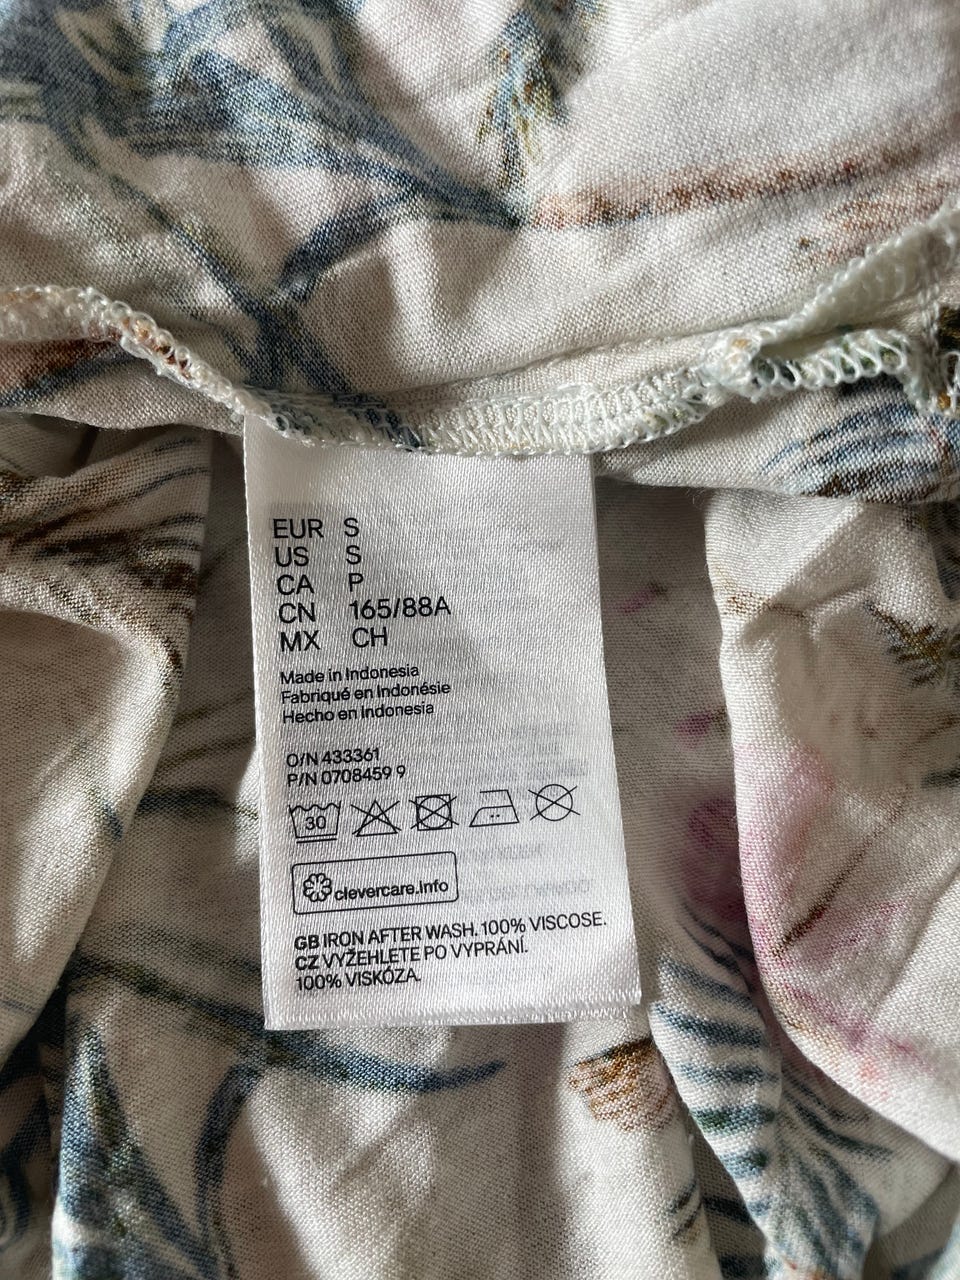 EUR S
US S
CA P
CN 165/88A
MX CH
Made in Indonesia
Fabriqué en Indonésie
Hecho en Indonesia
O/N 433361
P/N 0708459 9
30
clevercare.info
GB IRON AFTER WASH. 100% VISCOSE.
CZ VYŽEHLETE PO VYPRÁNÍ.
100% VISKÓZA.